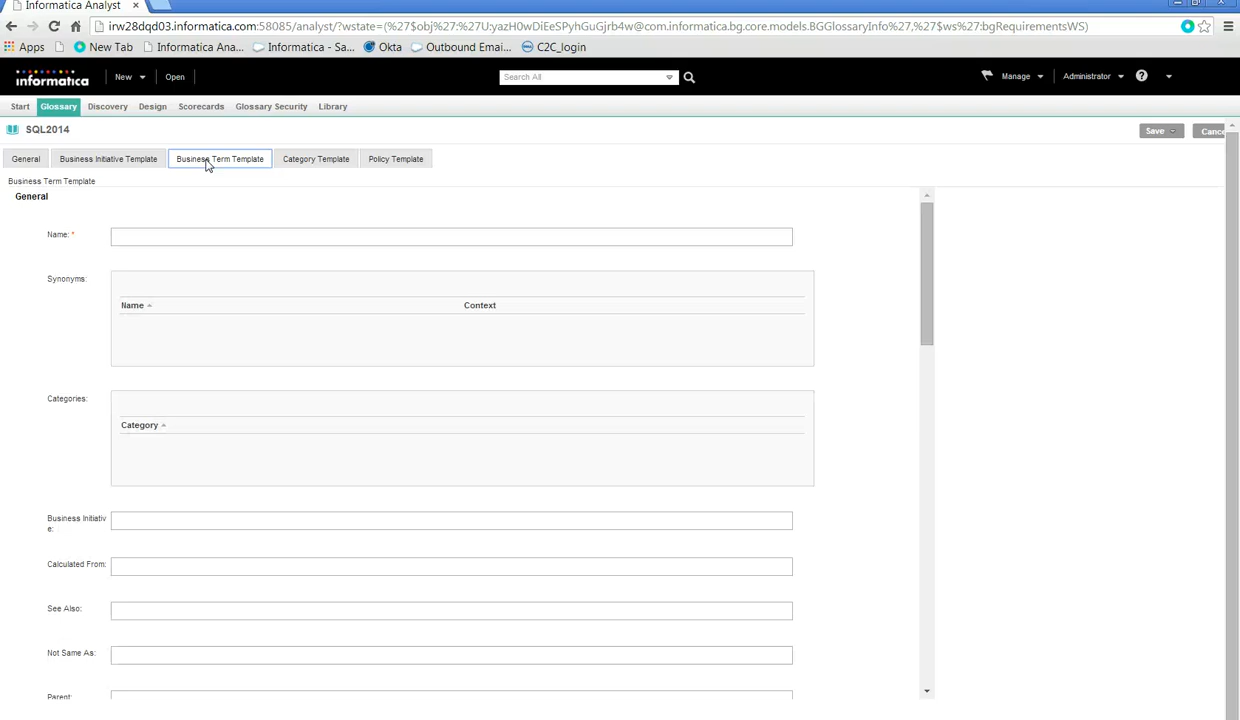 Informatica Analyst
irw28dqd03.informatica.com:58085/analyst/?wstate=(%27$obj%27:%27U:yazH0wDiEeSPyhGuGjrb4w@com.informatica.bg.core.models.BGGlossaryInfo%27,%27$ws%27:bgRequirementsWS)
Apps New Tab Informatica Ana... Informatica - Sa... Okta Outbound Emai... C2C_login
informatica New Open Search All Manage Administrator ?
Start Glossary Discovery Design Scorecards Glossary Security Library
SQL2014 Save
General Business Initiative Template Business Term Template Category Template Policy Template
Business Term Template
General
Name: *
Synonyms:
Name Context
Categories:
Category
Business Initiativ
e:
Calculated From:
See Also:
Not Same As:
Parent: